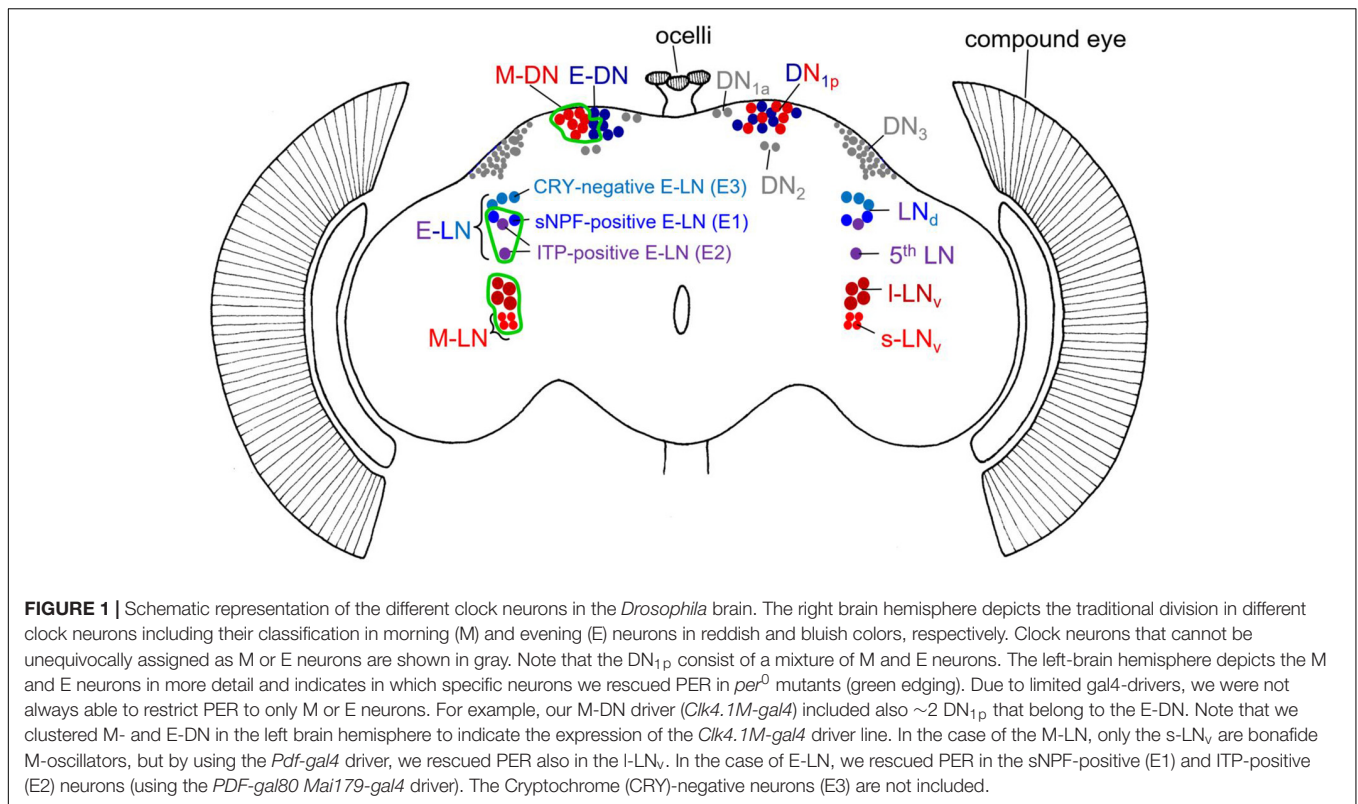 ocelli
compound eye
M-DN E-DN
DN1a
DN1p
DN3
DN2
CRY-negative E-LN (E3)
sNPF-positive E-LN (E1)
E-LN
ITP-positive E-LN (E2)
LNd
5th LN
l-LNv
M-LN
s-LNv
FIGURE 1 | Schematic representation of the different clock neurons in the Drosophila brain. The right brain hemisphere depicts the traditional division in different
clock neurons including their classification in morning (M) and evening (E) neurons in reddish and bluish colors, respectively. Clock neurons that cannot be
unequivocally assigned as M or E neurons are shown in gray. Note that the DN1p consist of a mixture of M and E neurons. The left-brain hemisphere depicts the M
and E neurons in more detail and indicates in which specific neurons we rescued PER in per0 mutants (green edging). Due to limited gal4-drivers, we were not
always able to restrict PER to only M or E neurons. For example, our M-DN driver (Clk4.1M-gal4) included also ∼2 DN1p that belong to the E-DN. Note that we
clustered M- and E-DN in the left brain hemisphere to indicate the expression of the Clk4.1M-gal4 driver line. In the case of the M-LN, only the s-LNv are bonafide
M-oscillators, but by using the Pdf-gal4 driver, we rescued PER also in the l-LNv. In the case of E-LN, we rescued PER in the sNPF-positive (E1) and ITP-positive
(E2) neurons (using the PDF-gal80 Mai179-gal4 driver). The Cryptochrome (CRY)-negative neurons (E3) are not included.